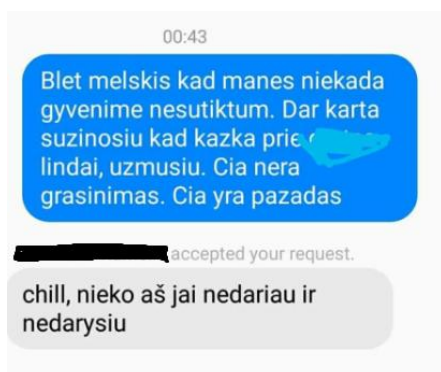 00:43
Blet melskis kad manes niekada
gyvenime nesutiktum. Dar karta
suzinosiu kad kazka prie
lindai, uzmusiu. Cia nera
grasinimas. Cia yra pazadas
accepted your request.
chill, nieko aš jai nedariau ir
nedarysiu